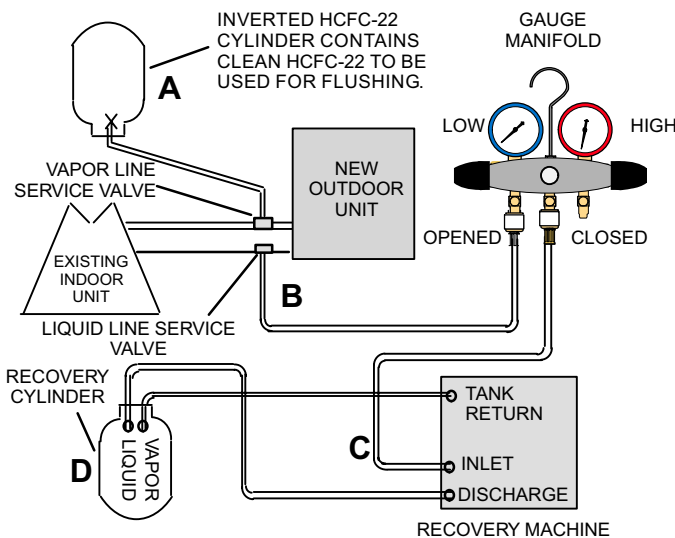 INVERTED HCFC-22
CYLINDER CONTAINS
CLEAN HCFC-22 TO BE
USED FOR FLUSHING.
A
GAUGE
MANIFOLD
LOW
HIGH
VAPOR LINE
SERVICE VALVE
NEW
OUTDOOR
UNIT
EXISTING
INDOOR
UNIT
OPENED
CLOSED
B
LIQUID LINE SERVICE
VALVE
RECOVERY
CYLINDER
D
LIQUID
VAPOR
C
TANK
RETURN
INLET
DISCHARGE
RECOVERY MACHINE